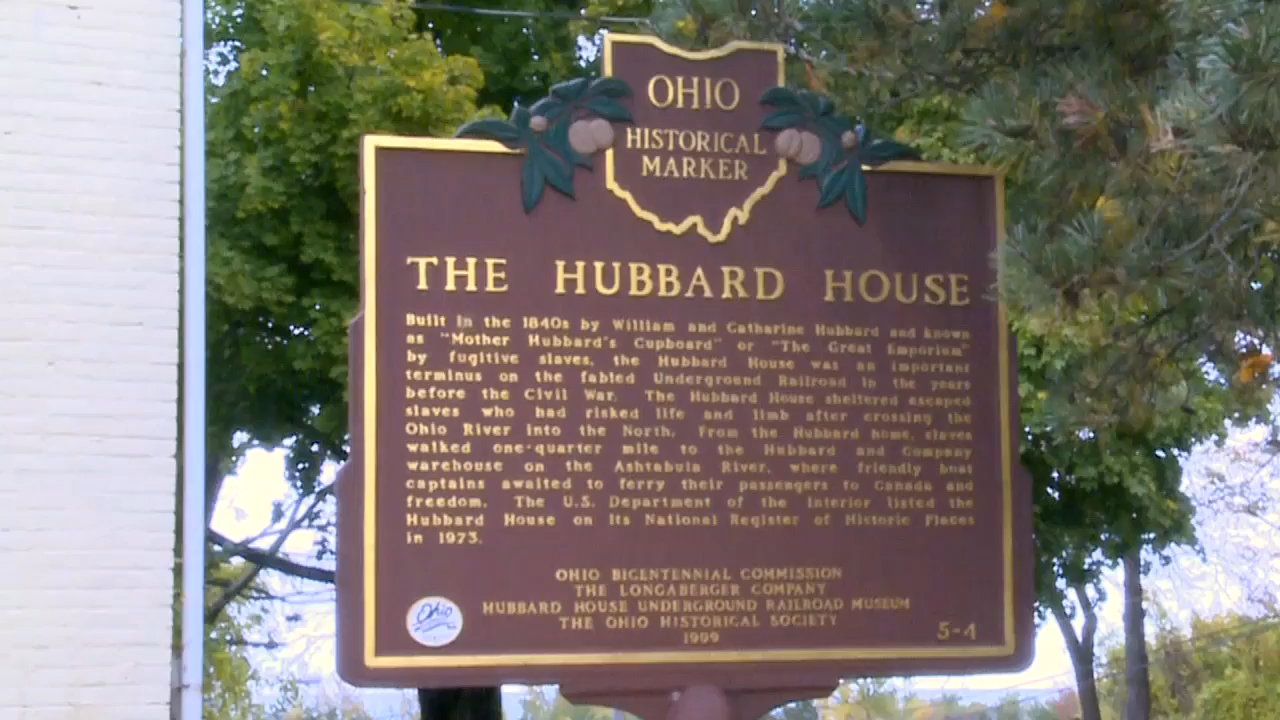 OHIO
HISTORICAL
MARKER
THE HUBBARD HOUSE
Built in the 1840s by William and Catharine Hubbard and known
as "Mother Hubbard's Cupboard" or "The Great Emporium"
by fugitive slaves, the Hubbard House was an important
terminus on the fabled Underground Railroad in the years
before the Civil War. The Hubbard House sheltered escaped
slaves who had risked life and limb after crossing the
Ohio River into the North. From the Hubbard home, slaves
walked one-quarter mile to the Hubbard and Company
warehouse on the Ashtabula River, where friendly boat
captains awaited to ferry their passengers to Canada and
freedom. The U.S. Department of the Interior listed the
Hubbard House on its National Register of Historic Places
in 1973.
OHIO BICENTENNIAL COMMISSION
THE LONGABERGER COMPANY
HUBBARD HOUSE UNDERGROUND RAILROAD MUSEUM
THE OHIO HISTORICAL SOCIETY
1999
Ohio
5-4